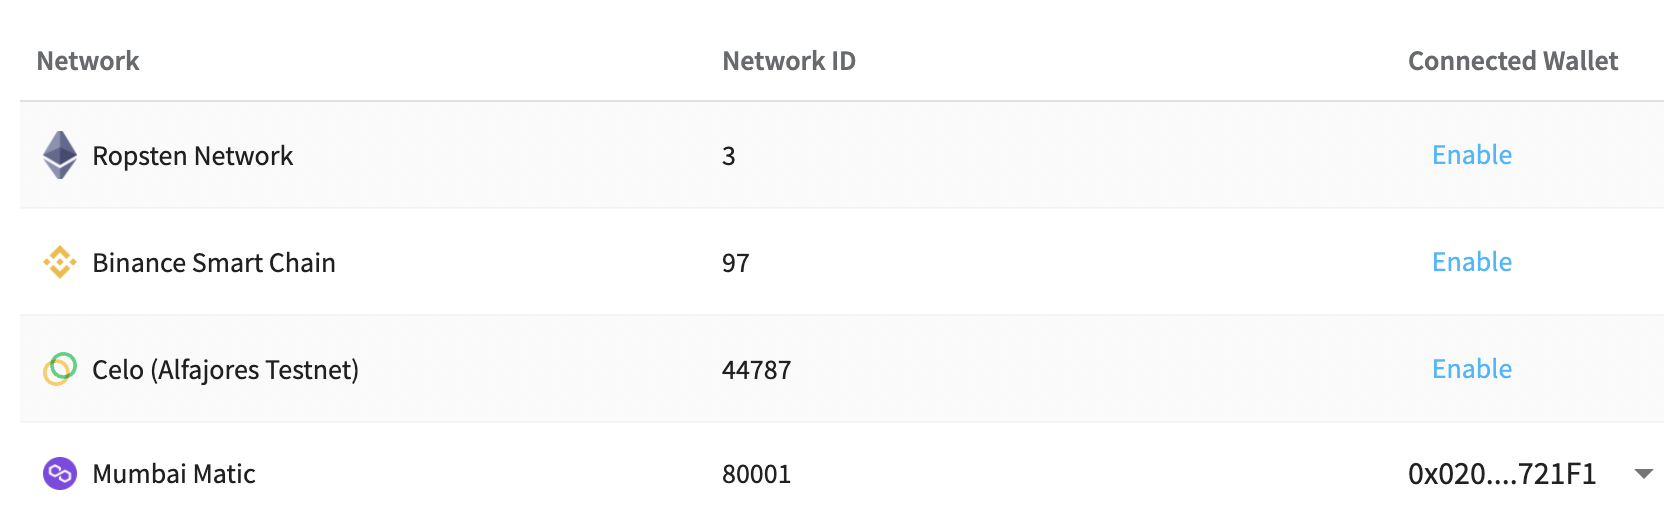 Network Network ID Connected Wallet
Ropsten Network 3 Enable
Binance Smart Chain 97 Enable
Celo (Alfajores Testnet) 44787 Enable
Mumbai Matic 80001 0x020....721F1